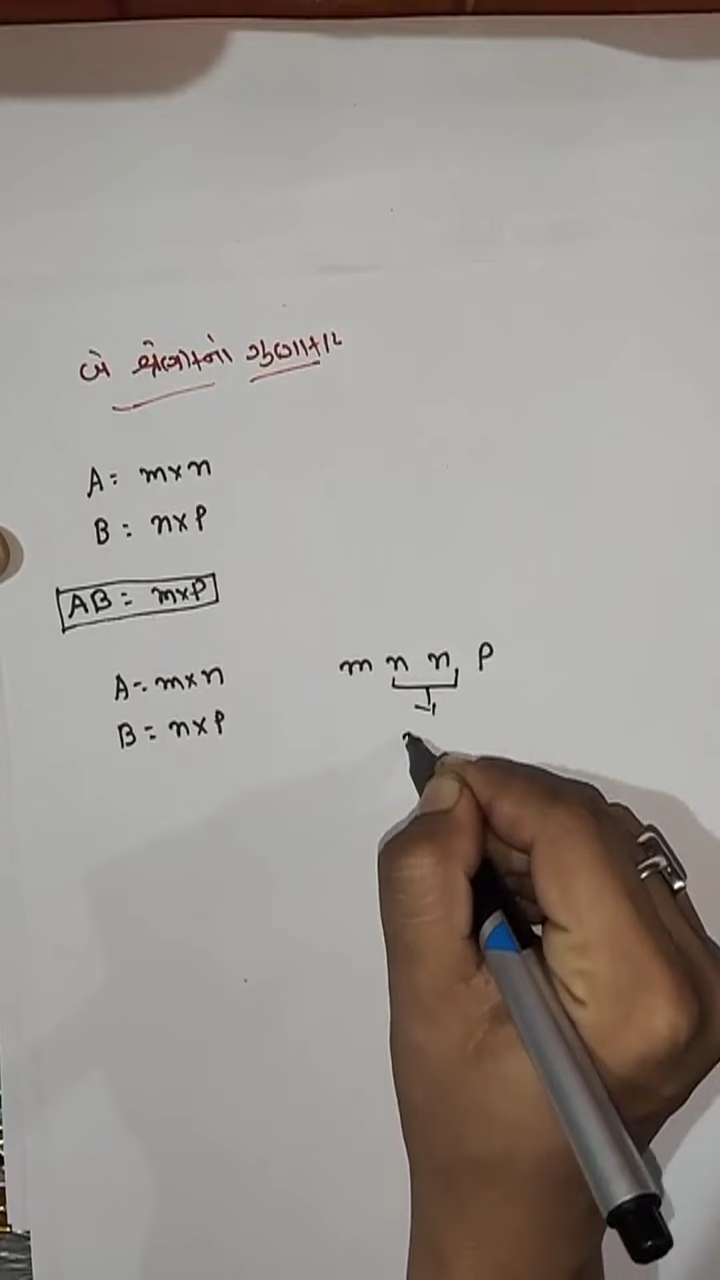 બે શ્રેણીકનો ગુણાકાર
A = m×n
B = n×P
AB = m×P
A = m×n
B = n×P
m n n P